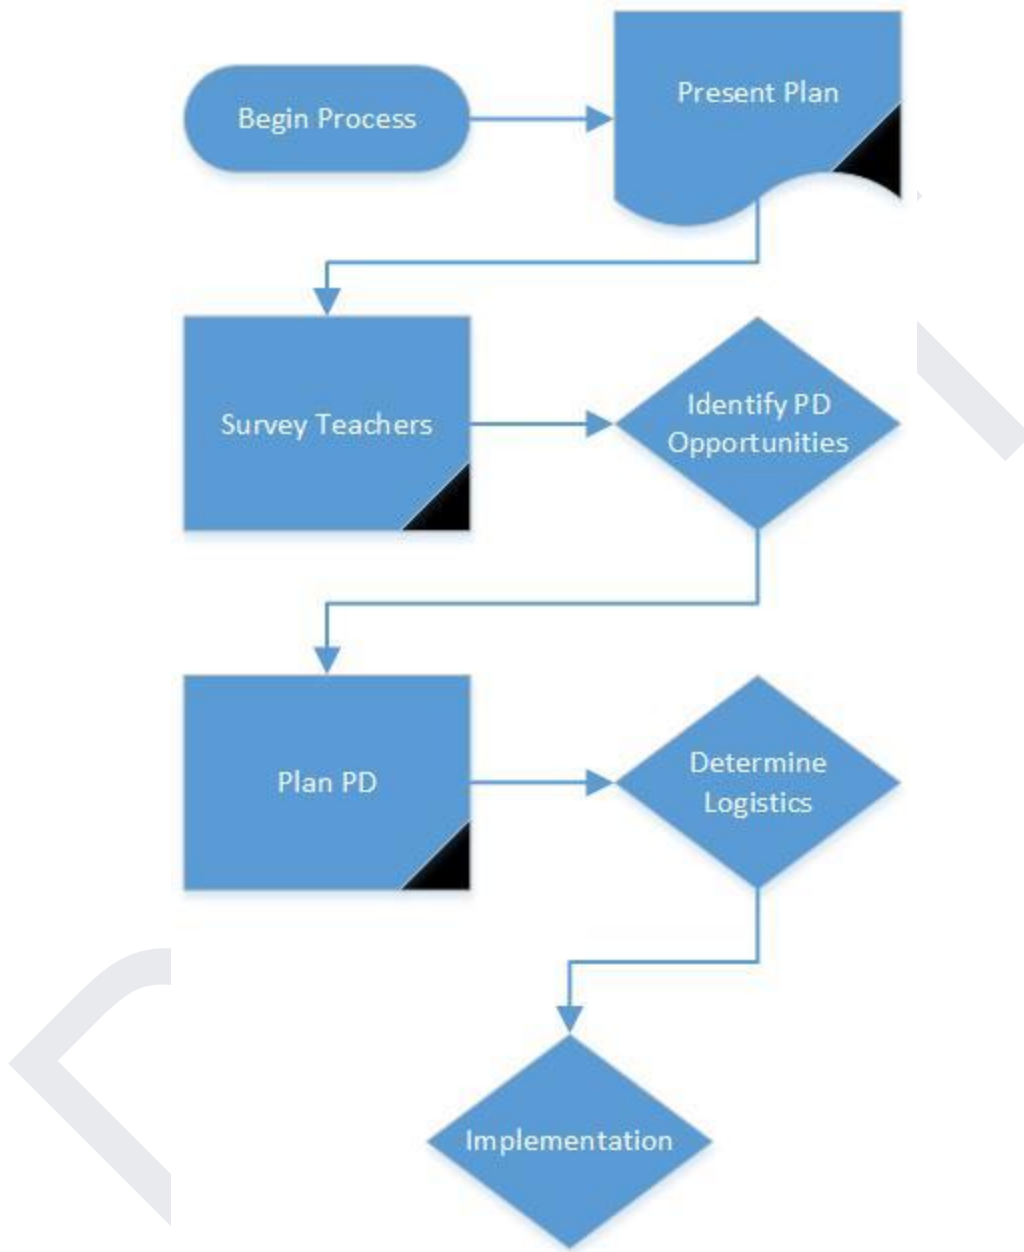 Begin Process
Present Plan
Survey Teachers
Identify PD
Opportunities
Plan PD
Determine
Logistics
Implementation